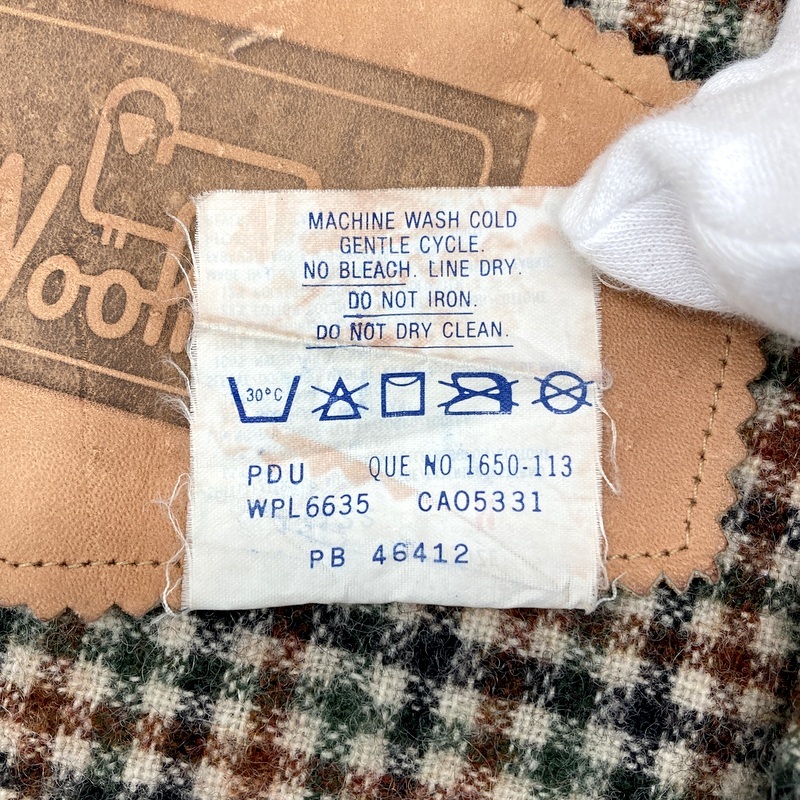 MACHINE WASH COLD
GENTLE CYCLE.
NO BLEACH. LINE DRY.
DO NOT IRON.
DO NOT DRY CLEAN.
30°C
PDU QUE NO 1650-113
WPL6635 CA05331
PB 46412